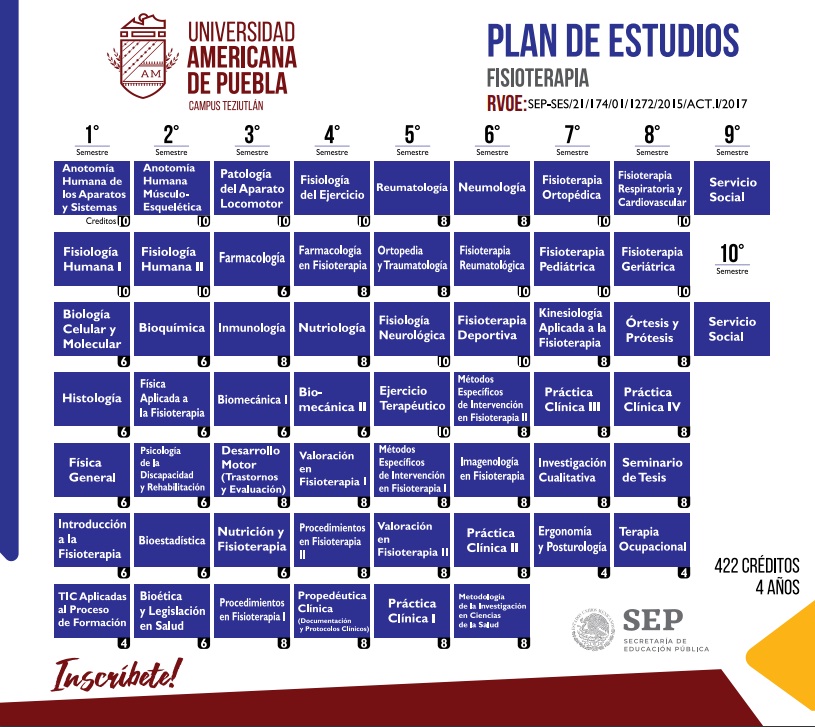 UNIVERSIDAD
AMERICANA
DE PUEBLA
CAMPUS TEZIUTLÁN
AM
PLAN DE ESTUDIOS
FISIOTERAPIA
RVOE: SEP-SES/21/174/01/1272/2015/ACT.I/2017
1° 2° 3° 4° 5° 6° 7° 8° 9°
Semestre Semestre Semestre Semestre Semestre Semestre Semestre Semestre Semestre
Anotomía
Humana de
los Aparatos
y Sistemas
Creditos 10
Anotomía
Humana
Músculo-
Esquelética
10
Patología
del Aparato
Locomotor
10
Fisiología
del Ejercicio
10
Reumatología
8
Neumología
8
Fisioterapia
Ortopédica
10
Fisioterapia
Respiratoria y
Cardiovascular
10
Servicio
Social
Fisiología
Humana I
10
Fisiología
Humana II
10
Farmacología
6
Farmacología
en Fisioterapia
8
Ortopedia
y Traumatología
8
Fisioterapia
Reumatológica
10
Fisioterapia
Pediátrica
10
Fisioterapia
Geriátrica
10
10°
Semestre
Biología
Celular y
Molecular
6
Bioquímica
6
Inmunología
8
Nutriología
8
Fisiología
Neurológica
10
Fisioterapia
Deportiva
10
Kinesiología
Aplicada a la
Fisioterapia
8
Órtesis y
Prótesis
8
Servicio
Social
Histología
6
Física
Aplicada a
la Fisioterapia
6
Biomecánica I
6
Bio-
mecánica II
6
Ejercicio
Terapéutico
10
Métodos
Específicos
de Intervención
en Fisioterapia II
8
Práctica
Clínica III
8
Práctica
Clínica IV
8
Física
General
6
Psicología
de la
Discapacidad
y Rehabilitación
6
Desarrollo
Motor
(Trastornos
y Evaluación)
8
Valoración
en
Fisioterapia I
8
Métodos
Específicos
de Intervención
en Fisioterapia I
8
Imagenología
en Fisioterapia
8
Investigación
Cualitativa
8
Seminario
de Tesis
8
Introducción
a la
Fisioterapia
6
Bioestadística
6
Nutrición y
Fisioterapia
6
Procedimientos
en Fisioterapia
II
8
Valoración
en
Fisioterapia II
8
Práctica
Clínica II
8
Ergonomía
y Posturología
4
Terapia
Ocupacional
4
TIC Aplicadas
al Proceso
de Formación
4
Bioética
y Legislación
en Salud
6
Procedimientos
en Fisioterapia I
8
Propedéutica
Clínica
(Documentación
y Protocolos Clínicos)
8
Práctica
Clínica I
8
Metodología
de la Investigación
en Ciencias
de la Salud
8
422 CRÉDITOS
4 AÑOS
SEP
SECRETARÍA DE
EDUCACIÓN PÚBLICA
Inscríbete!